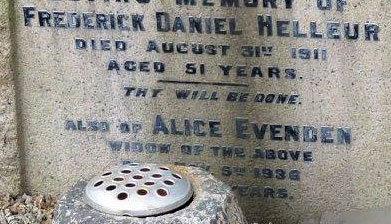 MEMORY OF
FREDERICK DANIEL HELLEUR
DIED AUGUST 31ST 1911
AGED 51 YEARS.
THY WILL BE DONE.
ALSO OF ALICE EVENDEN
WIDOW OF THE ABOVE
1936
YEARS.